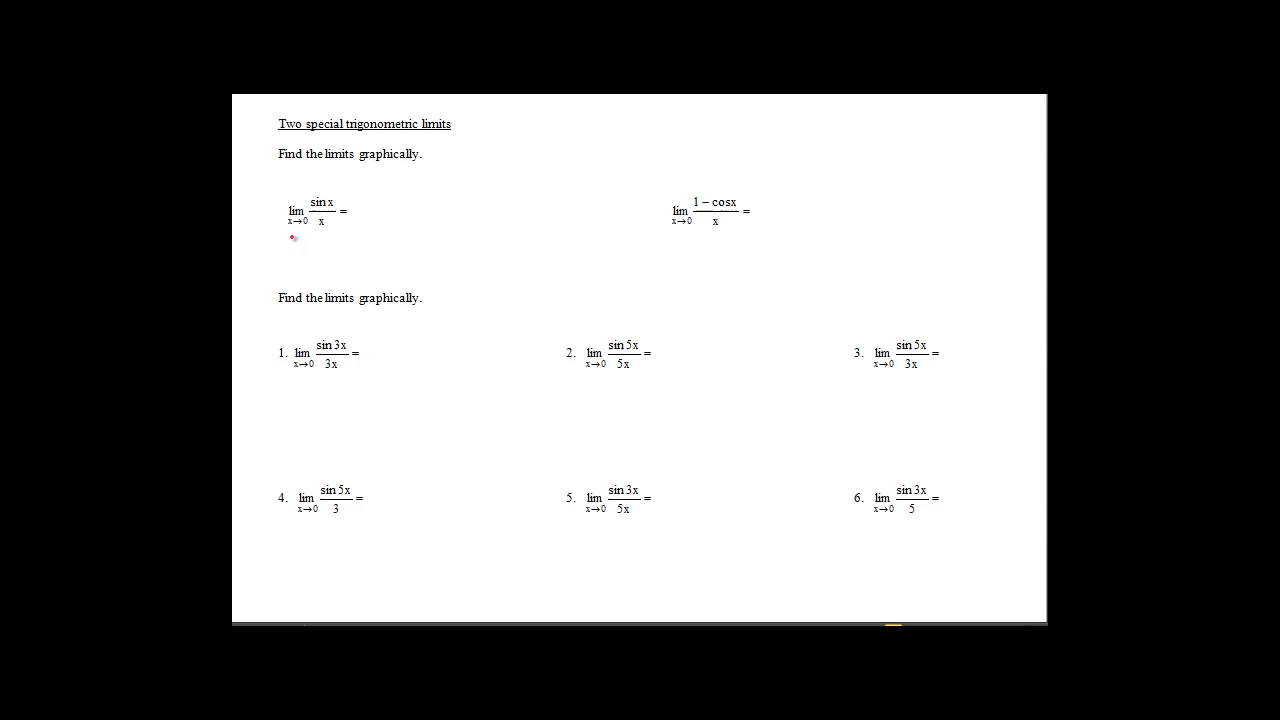 Two special trigonometric limits
Find the limits graphically.
lim x→0 sin x / x =
lim x→0 1 − cos x / x =
Find the limits graphically.
1. lim x→0 sin 3x / 3x =
2. lim x→0 sin 5x / 5x =
3. lim x→0 sin 5x / 3x =
4. lim x→0 sin 5x / 3 =
5. lim x→0 sin 3x / 5x =
6. lim x→0 sin 3x / 5 =